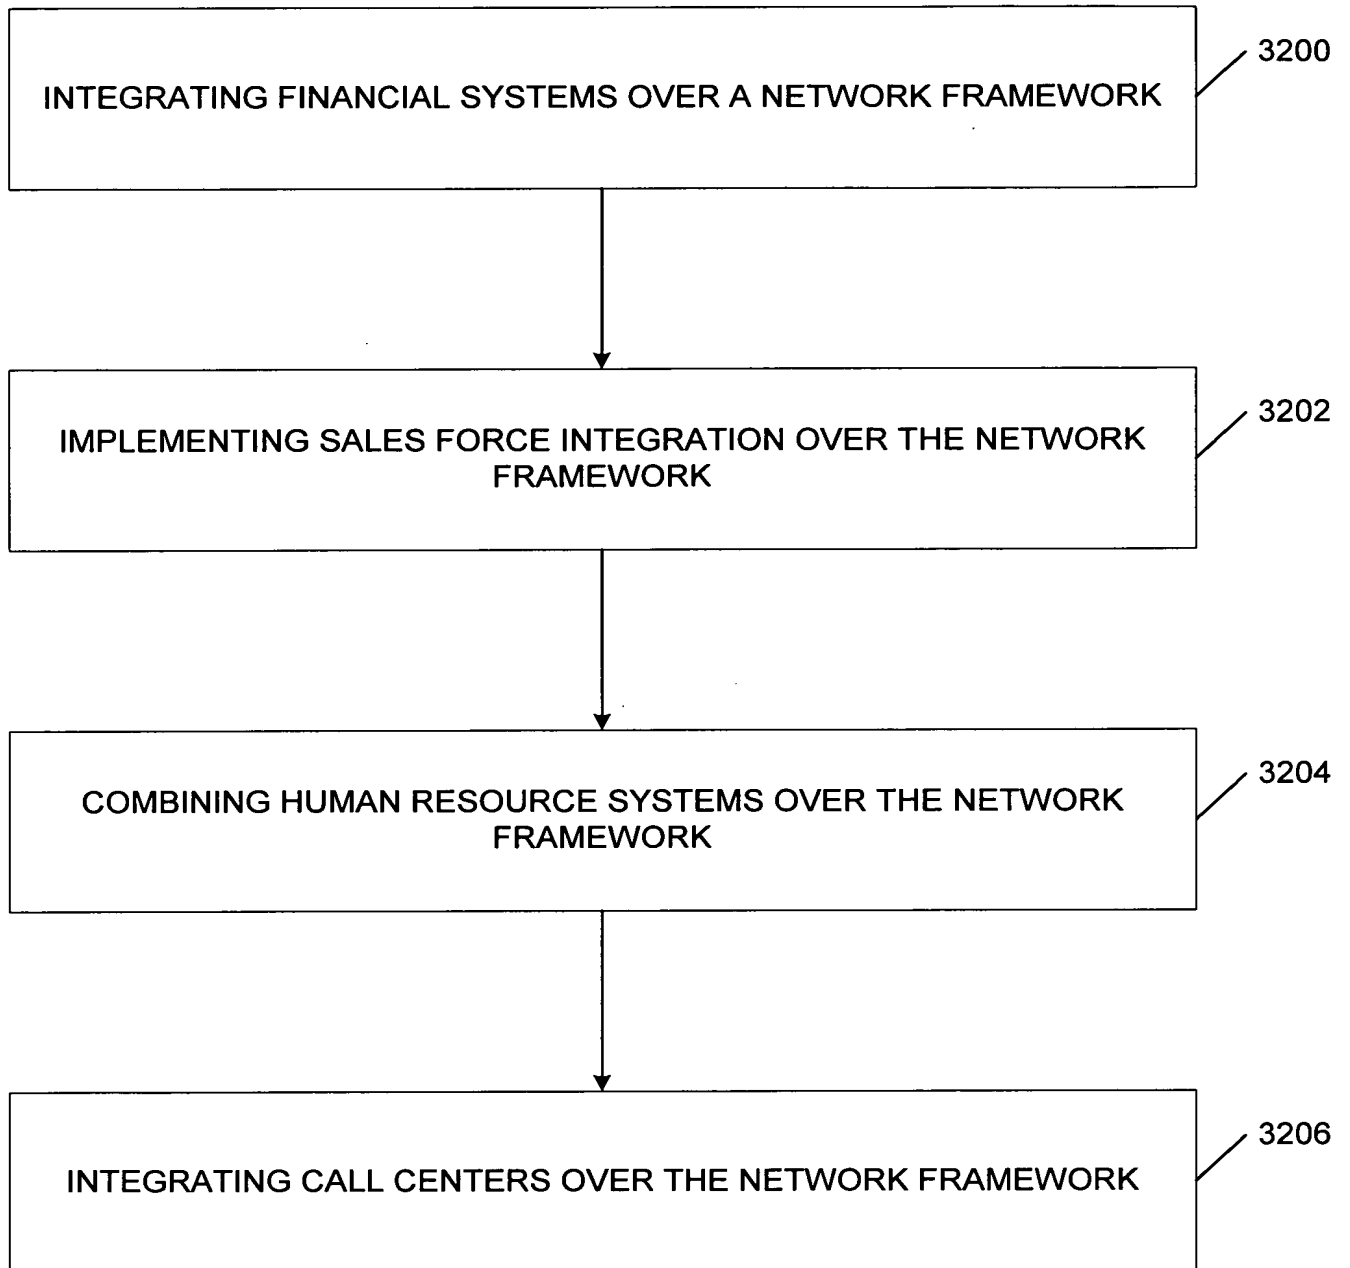 3200
INTEGRATING FINANCIAL SYSTEMS OVER A NETWORK FRAMEWORK
3202
IMPLEMENTING SALES FORCE INTEGRATION OVER THE NETWORK
FRAMEWORK
3204
COMBINING HUMAN RESOURCE SYSTEMS OVER THE NETWORK
FRAMEWORK
3206
INTEGRATING CALL CENTERS OVER THE NETWORK FRAMEWORK